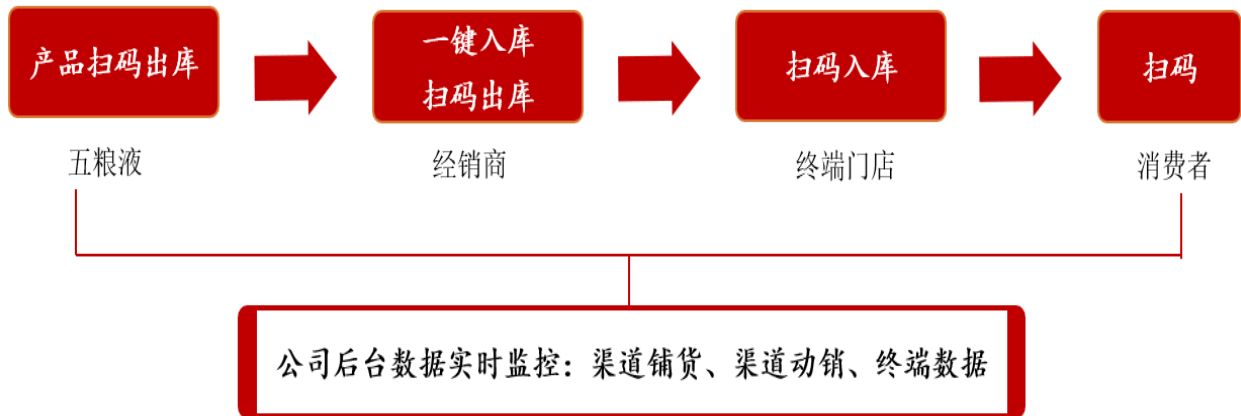 产品扫码出库
一键入库
扫码出库
扫码入库
扫码
五粮液
经销商
终端门店
消费者
公司后台数据实时监控：渠道铺货、渠道动销、终端数据